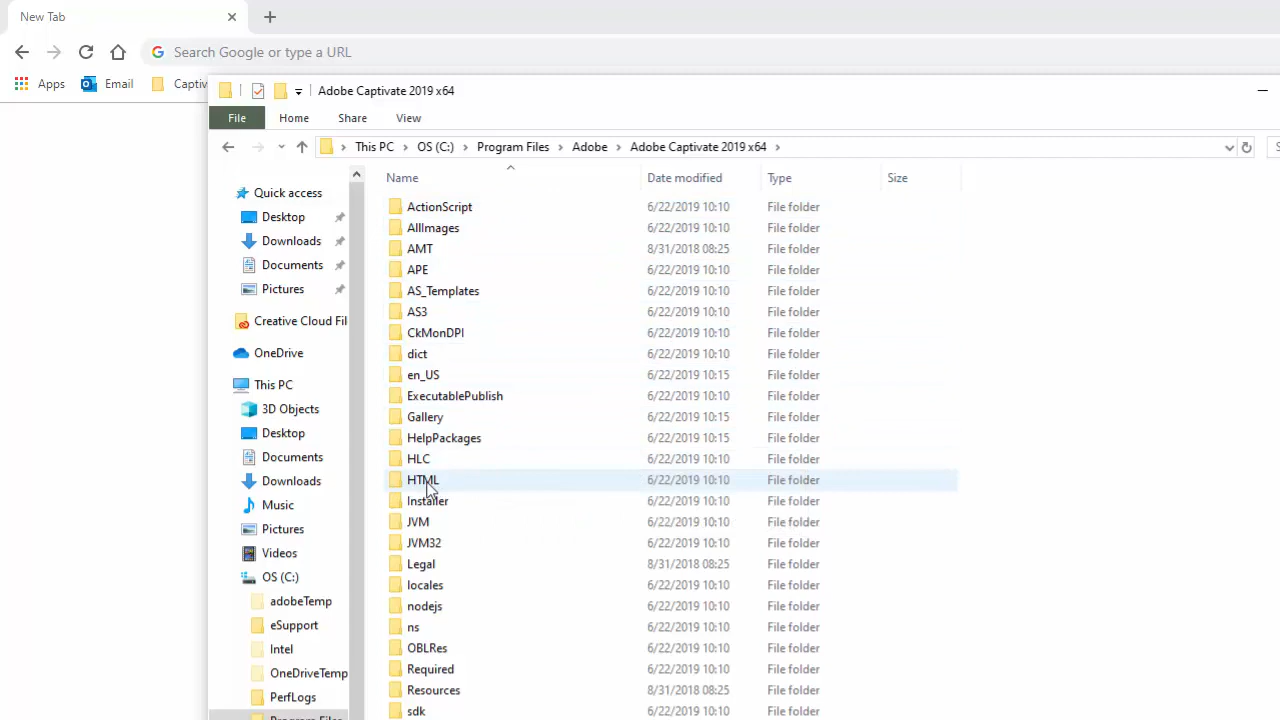 New Tab
Search Google or type a URL
Apps Email Captiv
Adobe Captivate 2019 x64
File Home Share View
This PC OS (C:) Program Files Adobe Adobe Captivate 2019 x64
Name Date modified Type Size
Quick access
Desktop
Downloads
Documents
Pictures
Creative Cloud Fil
OneDrive
This PC
3D Objects
Desktop
Documents
Downloads
Music
Pictures
Videos
OS (C:)
adobeTemp
eSupport
Intel
OneDriveTemp
PerfLogs
Program Files
ActionScript 6/22/2019 10:10 File folder
AllImages 6/22/2019 10:10 File folder
AMT 8/31/2018 08:25 File folder
APE 6/22/2019 10:10 File folder
AS_Templates 6/22/2019 10:10 File folder
AS3 6/22/2019 10:10 File folder
CkMonDPI 6/22/2019 10:10 File folder
dict 6/22/2019 10:10 File folder
en_US 6/22/2019 10:15 File folder
ExecutablePublish 6/22/2019 10:10 File folder
Gallery 6/22/2019 10:15 File folder
HelpPackages 6/22/2019 10:15 File folder
HLC 6/22/2019 10:10 File folder
HTML 6/22/2019 10:10 File folder
Installer 6/22/2019 10:10 File folder
JVM 6/22/2019 10:10 File folder
JVM32 6/22/2019 10:10 File folder
Legal 8/31/2018 08:25 File folder
locales 6/22/2019 10:10 File folder
nodejs 6/22/2019 10:10 File folder
ns 6/22/2019 10:10 File folder
OBLRes 6/22/2019 10:10 File folder
Required 6/22/2019 10:10 File folder
Resources 8/31/2018 08:25 File folder
sdk 6/22/2019 10:10 File folder